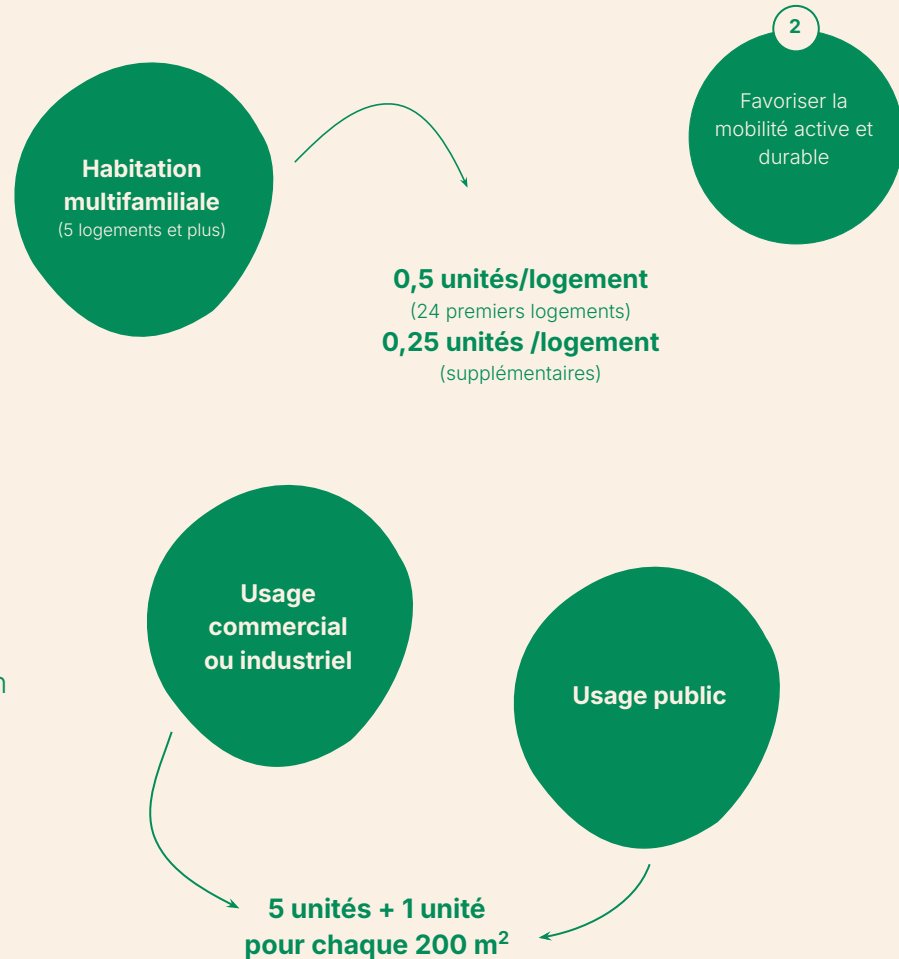 2
Favoriser la
mobilité active et
durable
Habitation
multifamiliale
(5 logements et plus)
0,5 unités/logement
(24 premiers logements)
0,25 unités /logement
(supplémentaires)
Usage
commercial
ou industriel
n
Usage public
5 unités + 1 unité
pour chaque 200 m²